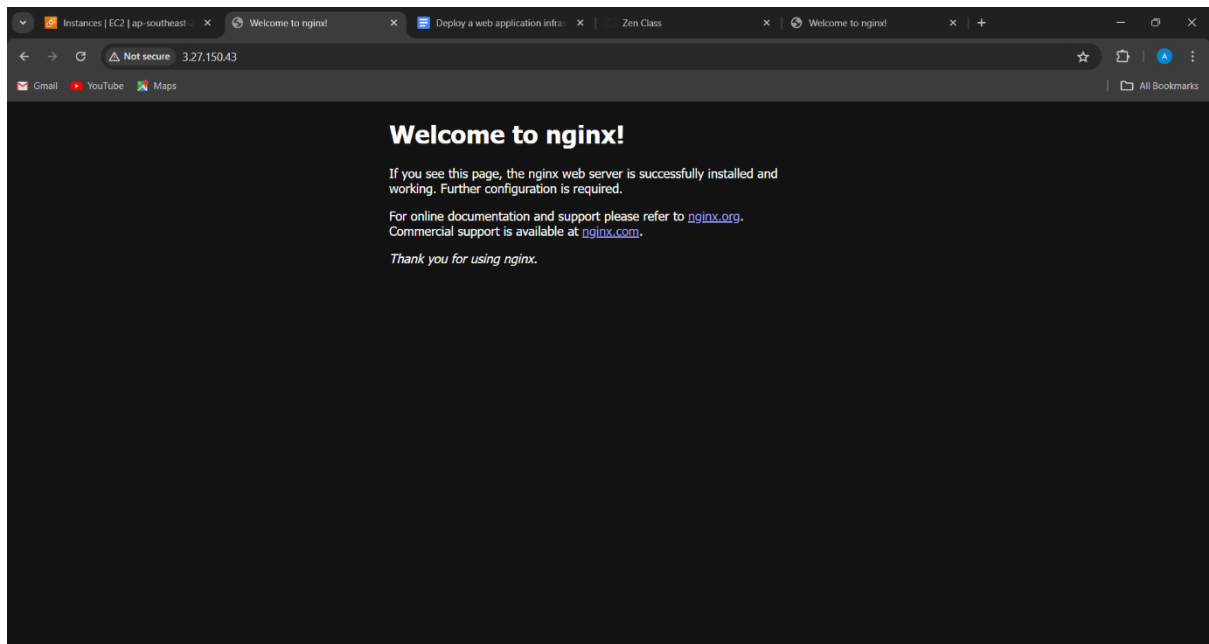 Instances | EC2 | ap-southeast-2
Welcome to nginx!
Deploy a web application infras
Zen Class
Welcome to nginx!
Not secure 3.27.150.43
A
Gmail YouTube Maps All Bookmarks
Welcome to nginx!
If you see this page, the nginx web server is successfully installed and
working. Further configuration is required.
For online documentation and support please refer to nginx.org.
Commercial support is available at nginx.com.
Thank you for using nginx.